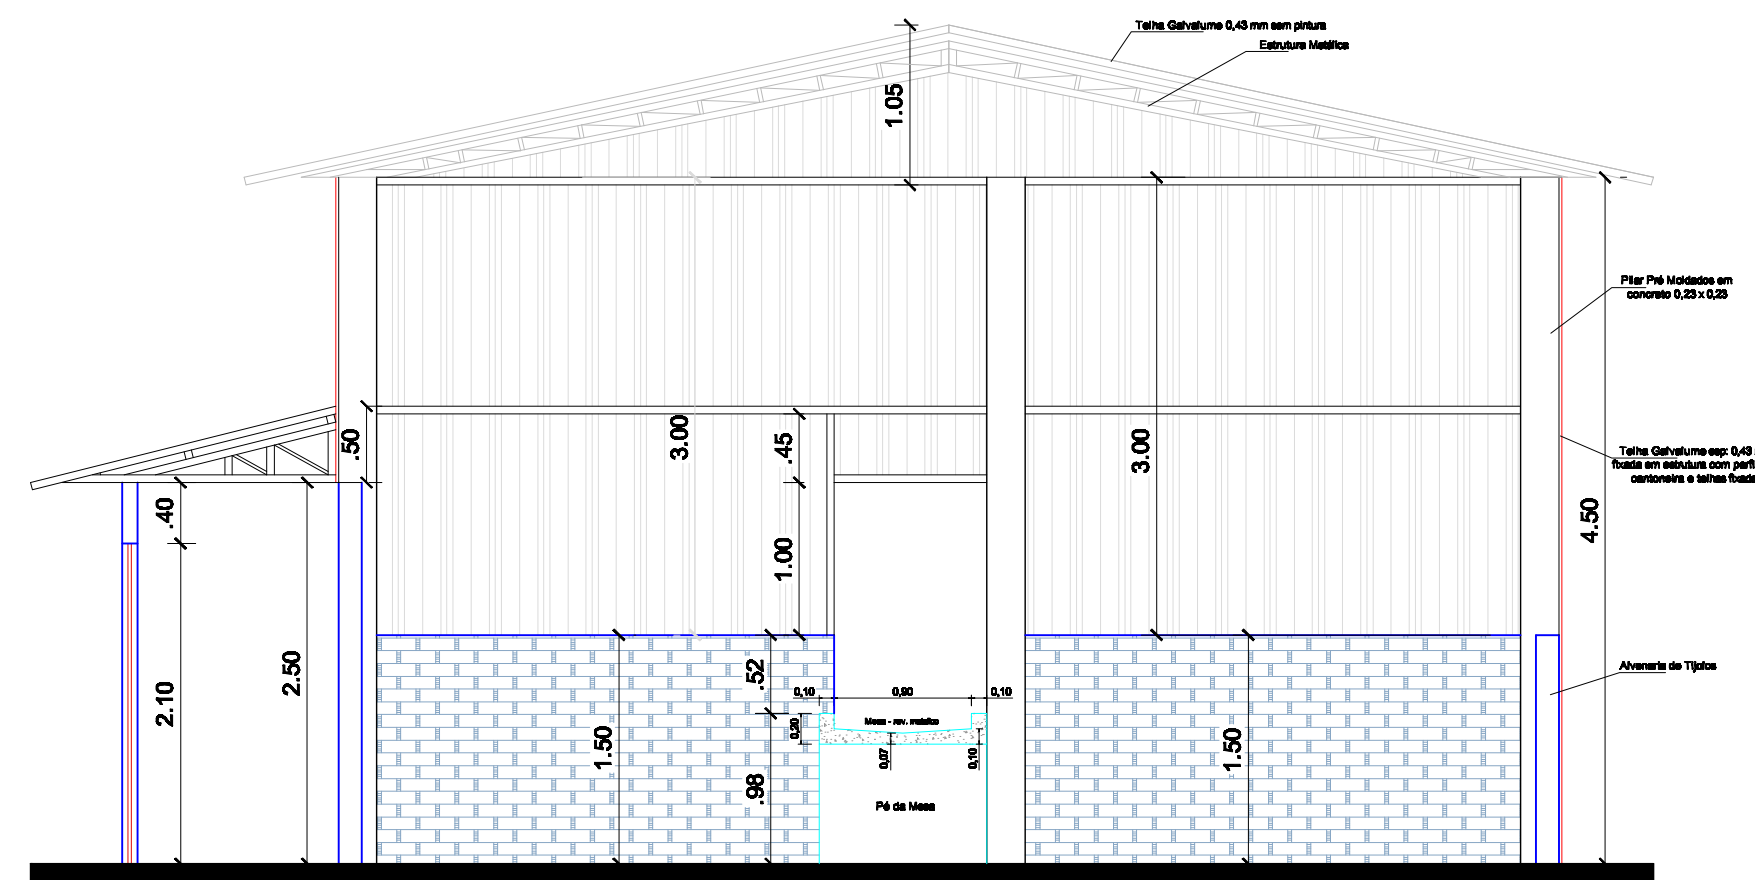 Telha Galvalume 0,43 mm sem pintura
Estrutura Metálica
1.05
Pilar Pré Moldados em
concreto 0,23 x 0,23
.50
3.00
.45
3.00
Telha Galvalume esp: 0,43
fixada em estrutura com perfi
cantoneira e telhas fixada
4.50
.40
1.00
2.10
2.50
.52
0,10
0,90
0,10
Alvenaria de Tijolos
1.50
0,20
Mesa - rev. metalico
1.50
0,07
0,10
.98
Pé da Mesa